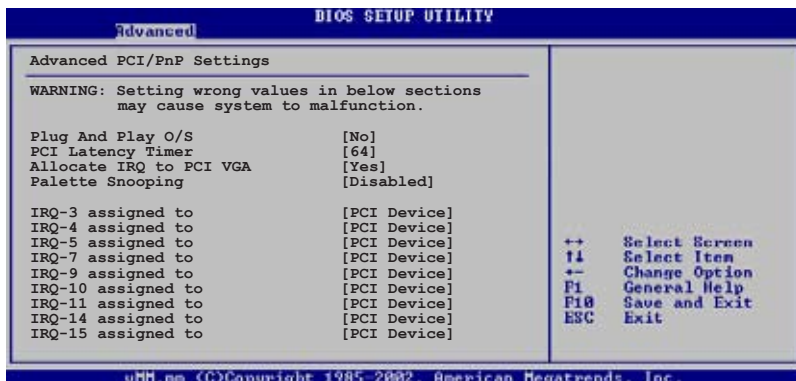 BIOS SETUP UTILITY
Advanced
Advanced PCI/PnP Settings
WARNING: Setting wrong values in below sections
may cause system to malfunction.
Plug And Play O/S [No]
PCI Latency Timer [64]
Allocate IRQ to PCI VGA [Yes]
Palette Snooping [Disabled]
IRQ-3 assigned to [PCI Device]
IRQ-4 assigned to [PCI Device]
IRQ-5 assigned to [PCI Device]
IRQ-7 assigned to [PCI Device]
IRQ-9 assigned to [PCI Device]
IRQ-10 assigned to [PCI Device]
IRQ-11 assigned to [PCI Device]
IRQ-14 assigned to [PCI Device]
IRQ-15 assigned to [PCI Device]
↔ Select Screen
↑↓ Select Item
+- Change Option
F1 General Help
F10 Save and Exit
ESC Exit
(C)Copyright 1985-2002, American Megatrends, Inc.